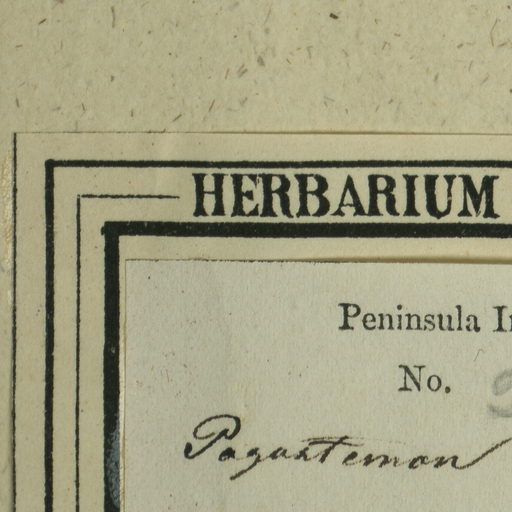 HERBARIUM
Peninsula I
No.
Pogostemon